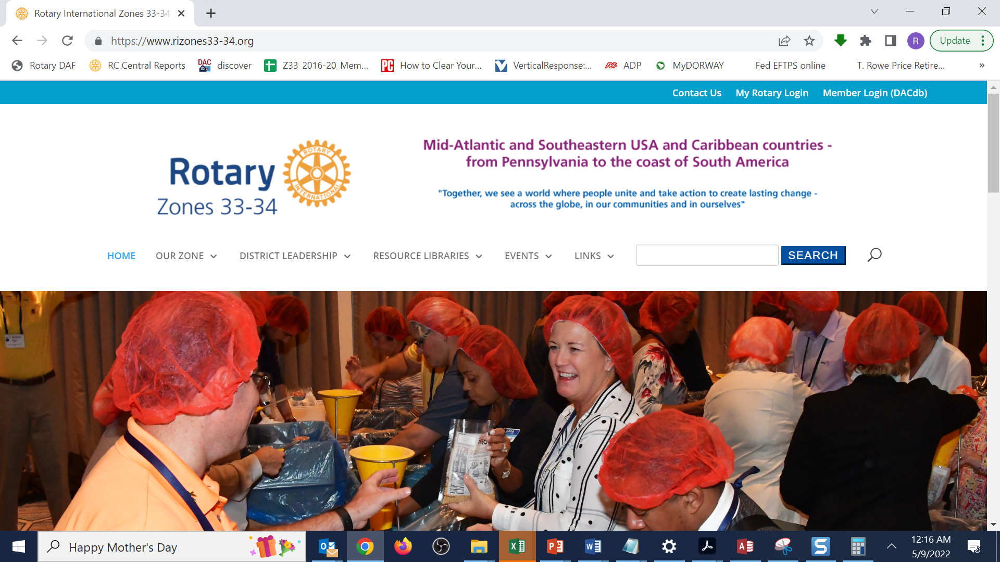 Rotary International Zones 33-34
https://www.rizones33-34.org
R
Update
Rotary DAF
RC Central Reports
DAC
discover
Z33_2016-20_Mem...
PC
How to Clear Your...
VerticalResponse:...
ADP
ADP
MyDORWAY
Fed EFTPS online
T. Rowe Price Retire...
»
Contact Us
My Rotary Login
Member Login (DACdb)
Mid-Atlantic and Southeastern USA and Caribbean countries -
from Pennsylvania to the coast of South America
Rotary
Zones 33-34
ROTARY
INTERNATIONAL
"Together, we see a world where people unite and take action to create lasting change -
across the globe, in our communities and in ourselves"
HOME
OUR ZONE
DISTRICT LEADERSHIP
RESOURCE LIBRARIES
EVENTS
LINKS
SEARCH
SARA
Happy Mother's Day
12:16 AM
5/9/2022